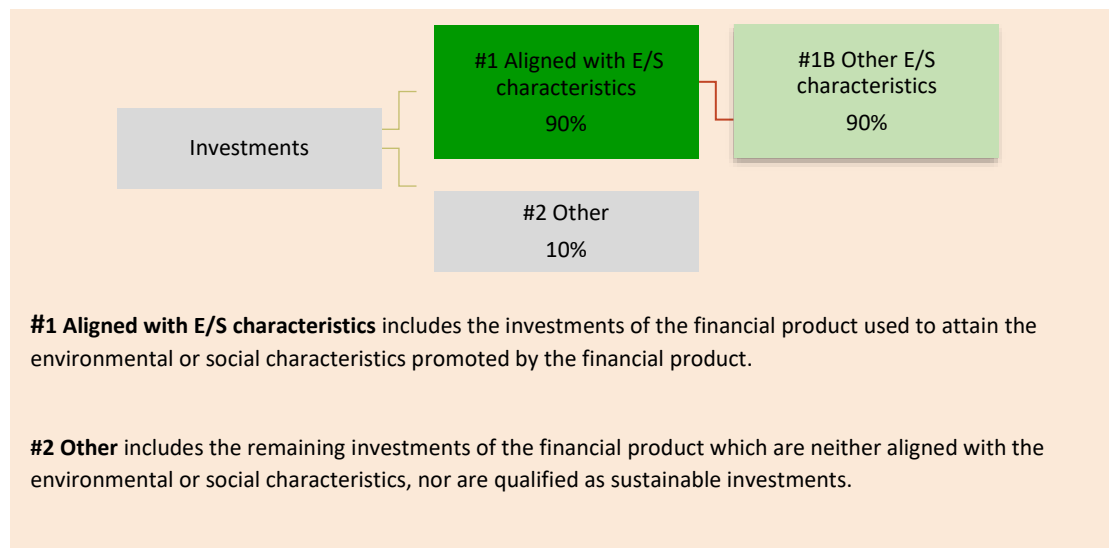 #1 Aligned with E/S
characteristics
90%
#1B Other E/S
characteristics
90%
Investments
#2 Other
10%
#1 Aligned with E/S characteristics includes the investments of the financial product used to attain the
environmental or social characteristics promoted by the financial product.
#2 Other includes the remaining investments of the financial product which are neither aligned with the
environmental or social characteristics, nor are qualified as sustainable investments.